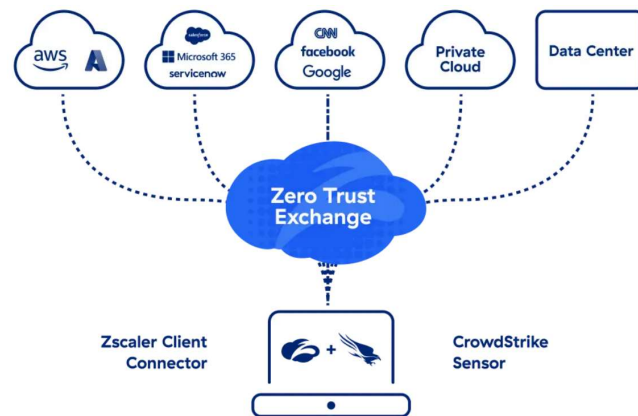 aws
salesforce
Microsoft 365
servicenow
CNN
facebook
Google
Private
Cloud
Data Center
Zero Trust
Exchange
Zscaler Client
Connector
+
CrowdStrike
Sensor